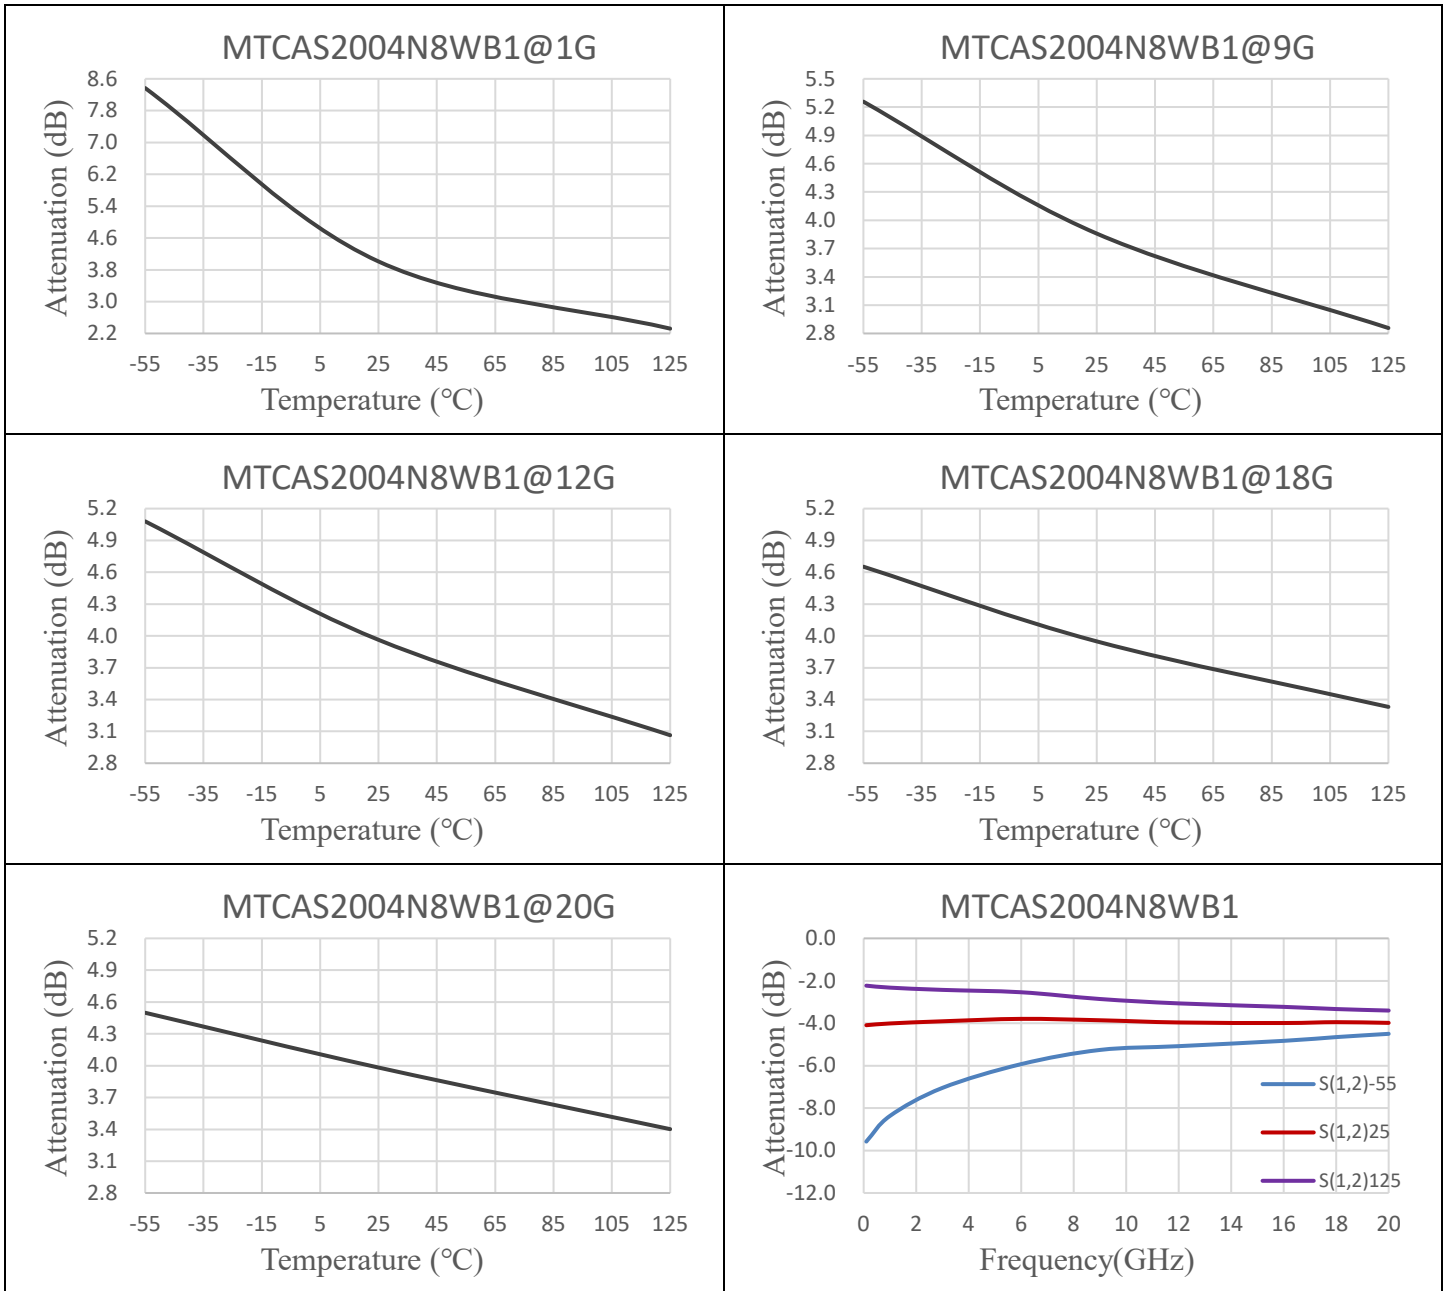 MTCAS2004N8WB1@1G
Attenuation (dB)
8.6
7.8
7.0
6.2
5.4
4.6
3.8
3.0
2.2
-55 -35 -15 5 25 45 65 85 105 125
Temperature (℃)
MTCAS2004N8WB1@9G
Attenuation (dB)
5.5
5.2
4.9
4.6
4.3
4.0
3.7
3.4
3.1
2.8
-55 -35 -15 5 25 45 65 85 105 125
Temperature (℃)
MTCAS2004N8WB1@12G
Attenuation (dB)
5.2
4.9
4.6
4.3
4.0
3.7
3.4
3.1
2.8
-55 -35 -15 5 25 45 65 85 105 125
Temperature (℃)
MTCAS2004N8WB1@18G
Attenuation (dB)
5.2
4.9
4.6
4.3
4.0
3.7
3.4
3.1
2.8
-55 -35 -15 5 25 45 65 85 105 125
Temperature (℃)
MTCAS2004N8WB1@20G
Attenuation (dB)
5.2
4.9
4.6
4.3
4.0
3.7
3.4
3.1
2.8
-55 -35 -15 5 25 45 65 85 105 125
Temperature (℃)
MTCAS2004N8WB1
Attenuation (dB)
0.0
-2.0
-4.0
-6.0
-8.0
-10.0
-12.0
S(1,2)-55
S(1,2)25
S(1,2)125
0 2 4 6 8 10 12 14 16 18 20
Frequency(GHz)